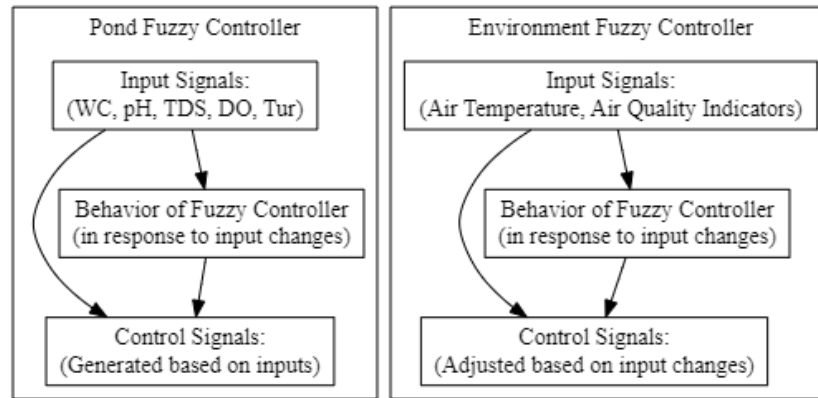 Pond Fuzzy Controller
Input Signals:
(WC, pH, TDS, DO, Tur)
Behavior of Fuzzy Controller
(in response to input changes)
Control Signals:
(Generated based on inputs)
Environment Fuzzy Controller
Input Signals:
(Air Temperature, Air Quality Indicators)
Behavior of Fuzzy Controller
(in response to input changes)
Control Signals:
(Adjusted based on input changes)